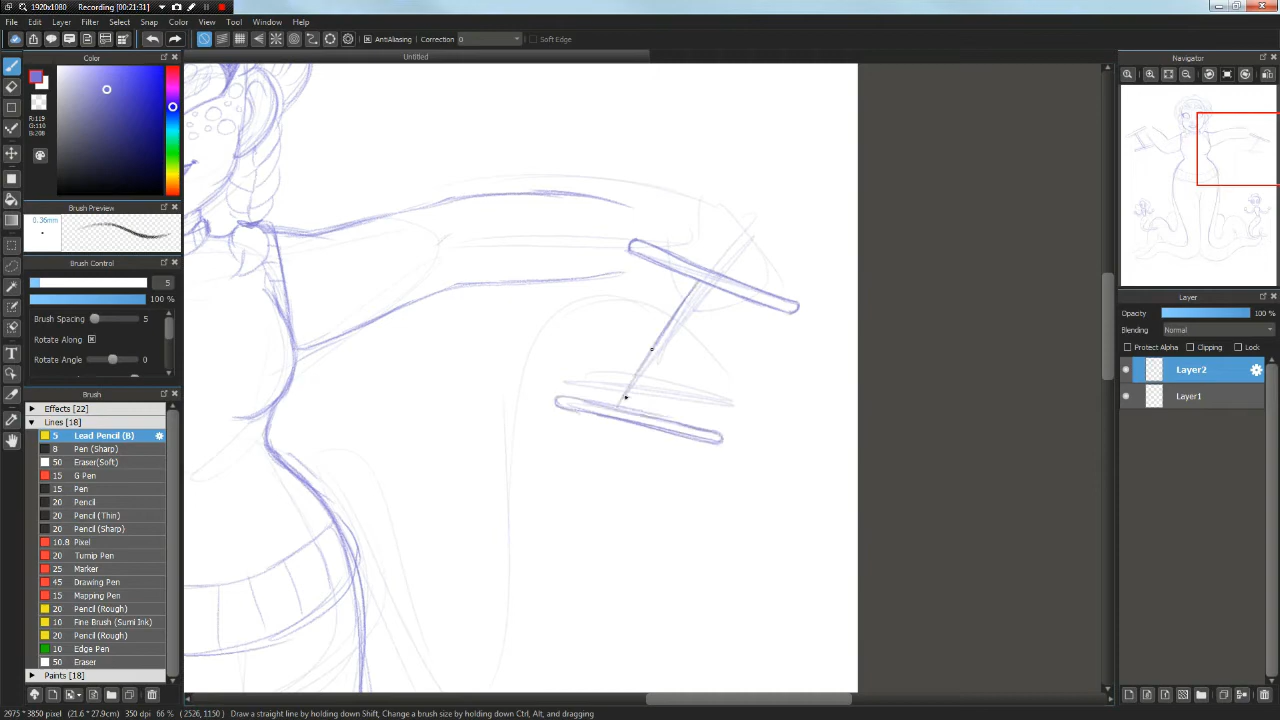 1920x1080 Recording [00:21:31]
File Edit Layer Filter Select Snap Color View Tool Window Help
AntiAliasing Correction 0 Soft Edge
Untitled
Color
R:119
G:110
B:208
Brush Preview
0.36mm
Brush Control
5
100 %
Brush Spacing 5
Rotate Along
Rotate Angle 0
Brush
Effects [22]
Lines [18]
5 Lead Pencil (B)
8 Pen (Sharp)
50 Eraser(Soft)
15 G Pen
15 Pen
20 Pencil
20 Pencil (Thin)
20 Pencil (Sharp)
10.8 Pixel
20 Turnip Pen
25 Marker
45 Drawing Pen
15 Mapping Pen
20 Pencil (Rough)
10 Fine Brush (Sumi Ink)
20 Pencil (Rough)
10 Edge Pen
50 Eraser
Paints [18]
Navigator
Layer
Opacity 100 %
Blending Normal
Protect Alpha Clipping Lock
Layer2
Layer1
2975 * 3850 pixel (21.6 * 27.9cm) 350 dpi 66 % ( 2526, 1150 ) Draw a straight line by holding down Shift, Change a brush size by holding down Ctrl, Alt, and dragging